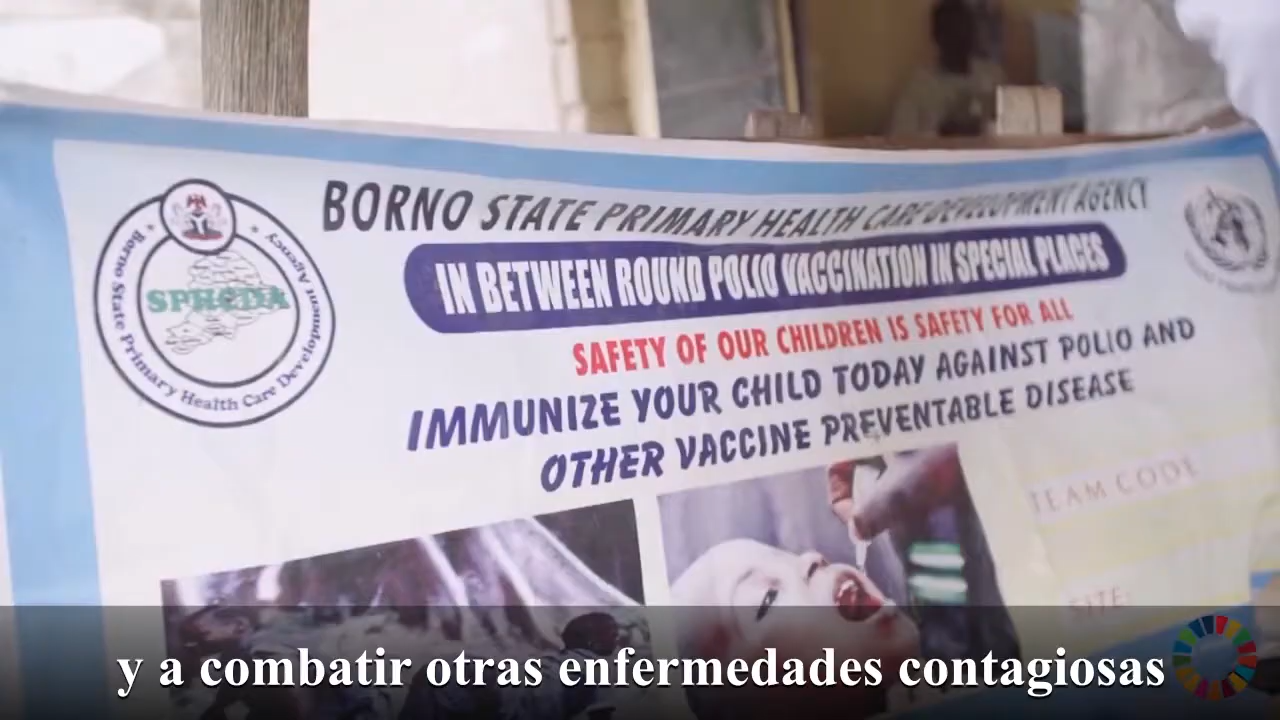 BORNO STATE PRIMARY HEALTH CARE DEVELOPMENT AGENCY
IN BETWEEN ROUND POLIO VACCINATION IN SPECIAL PLACES
SAFETY OF OUR CHILDREN IS SAFETY FOR ALL
IMMUNIZE YOUR CHILD TODAY AGAINST POLIO AND
OTHER VACCINE PREVENTABLE DISEASE
Borno State Primary Health Care Development Agency
SPHCDA
TEAM CODE
SITE:
y a combatir otras enfermedades contagiosas